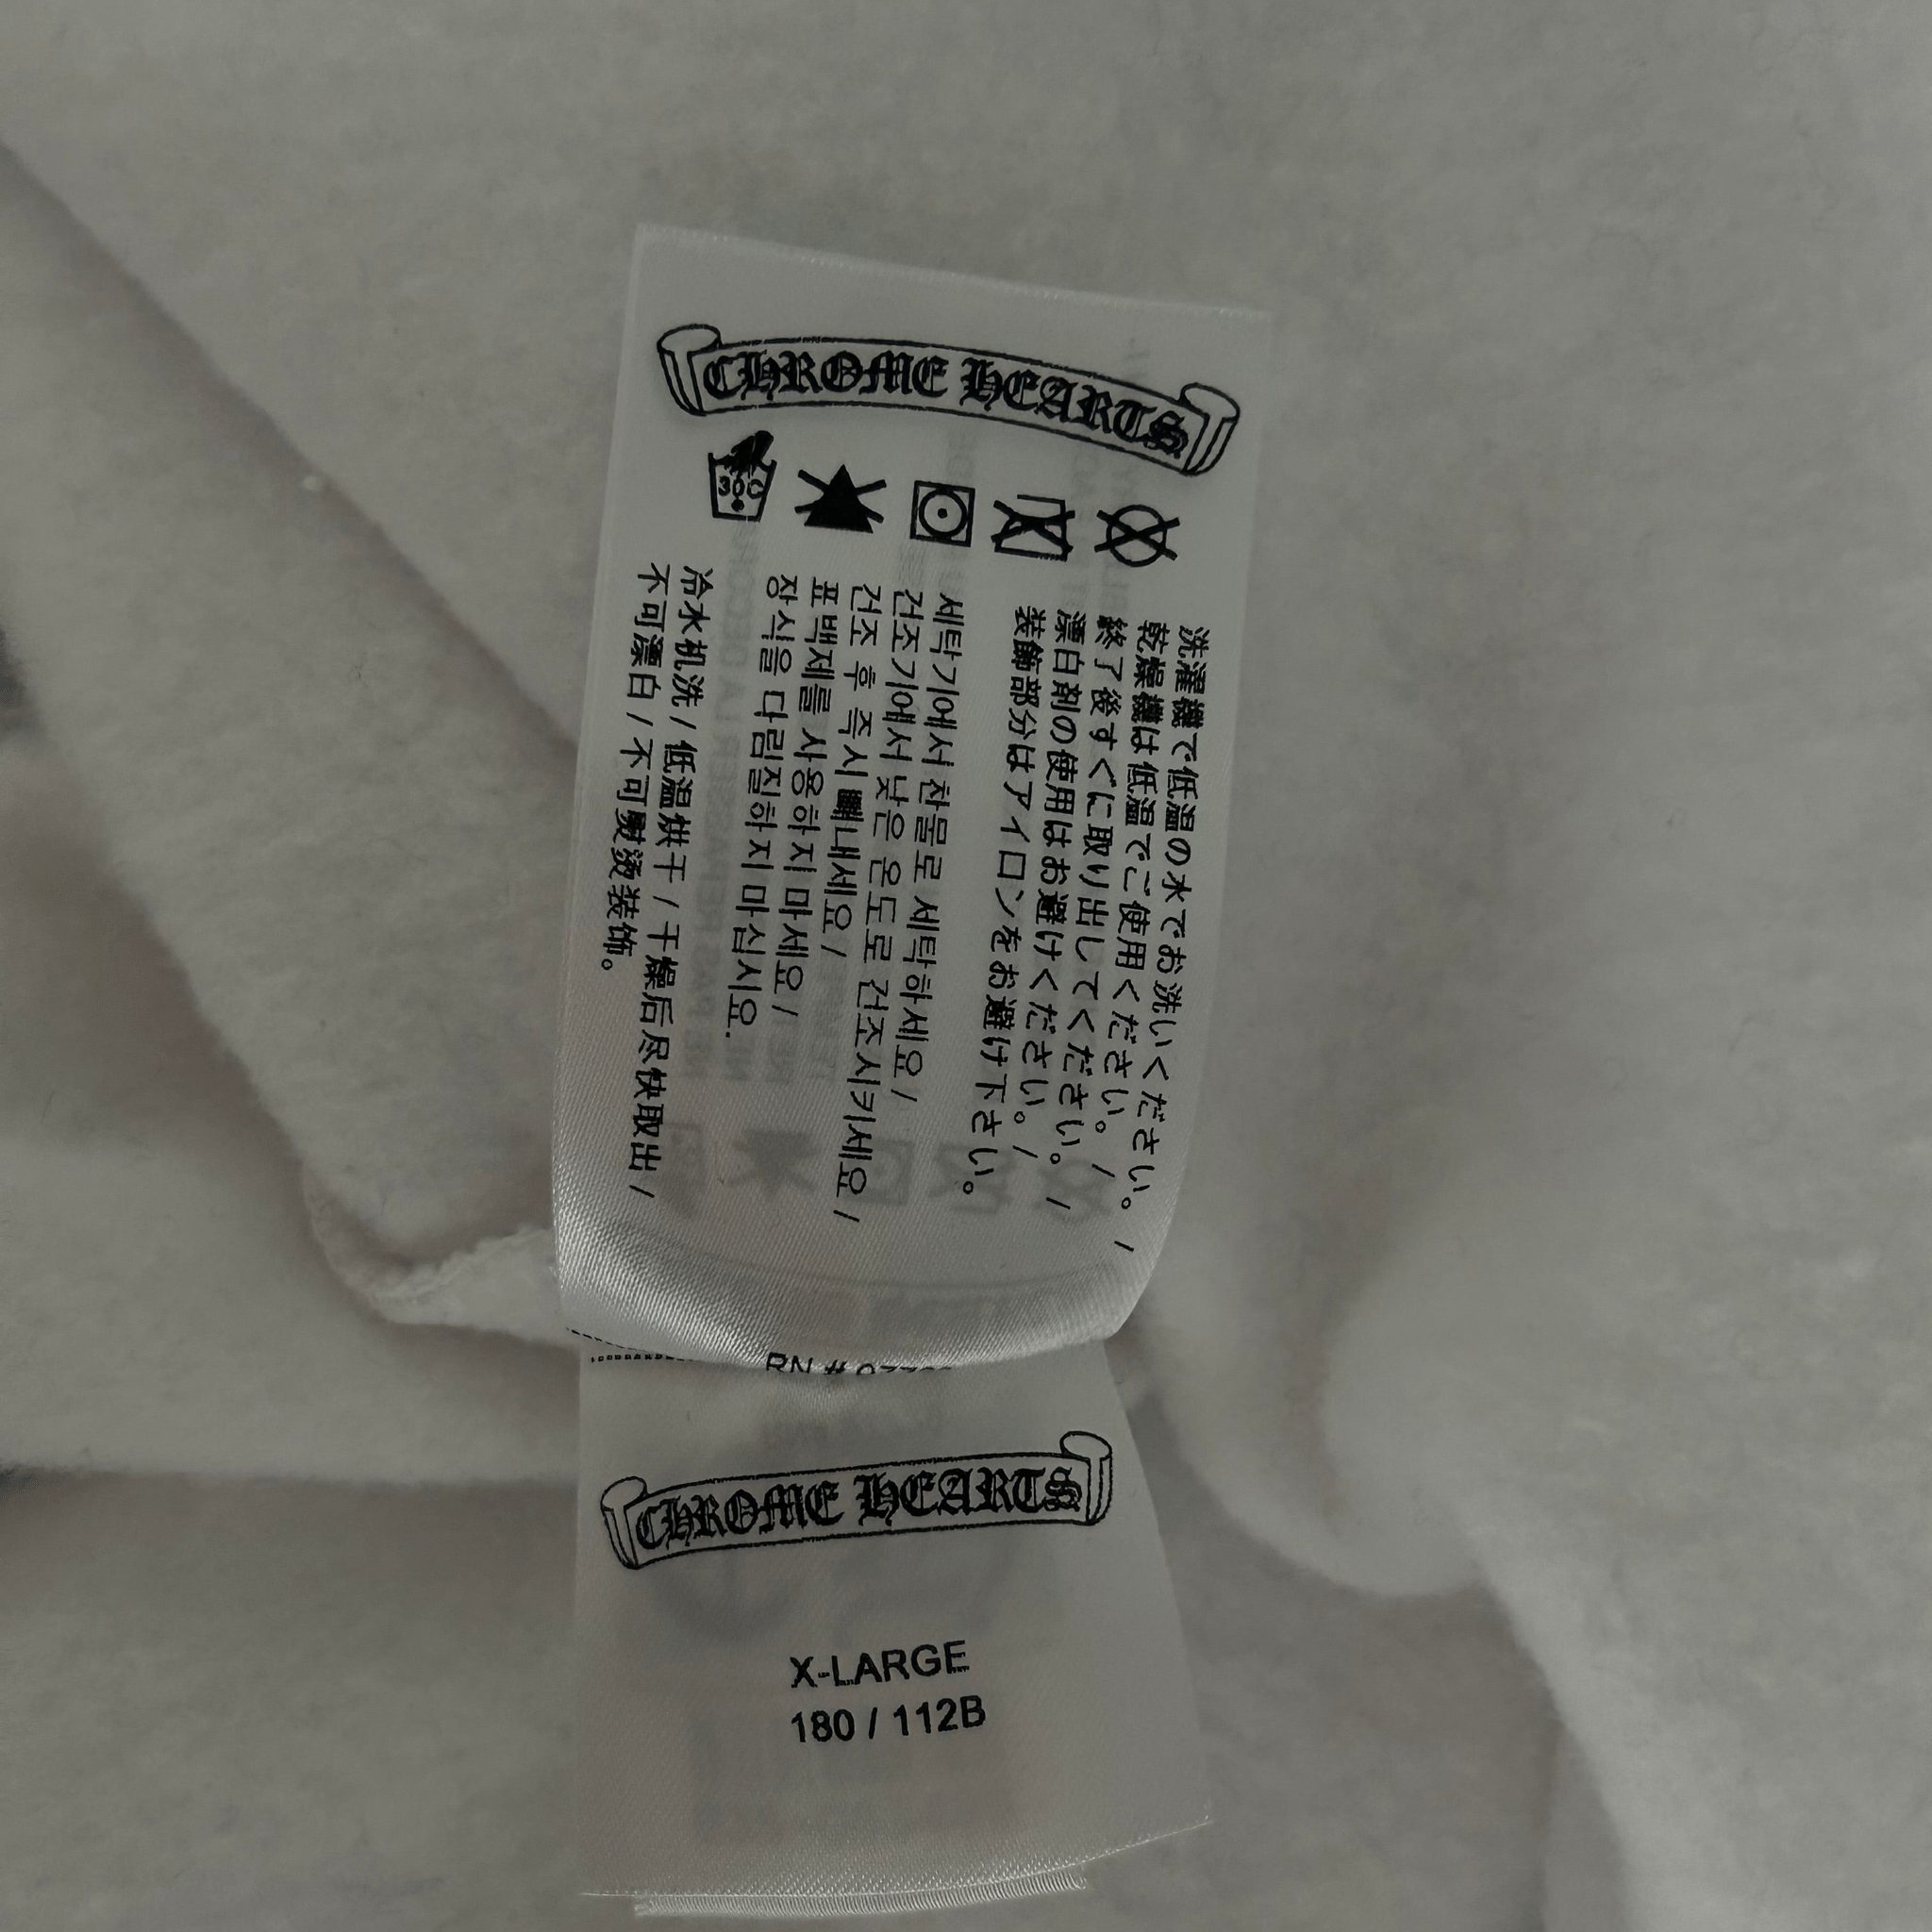 CHROME HEARTS
30C
洗濯機で低温の水でお洗いください。 /
乾燥機は低温でご使用ください。 /
終了後すぐに取り出してください。 /
漂白剤の使用はお避けください。 /
装飾部分はアイロンをお避け下さい。
세탁기에서 찬물로 세탁하세요 /
건조기에서 낮은 온도로 건조시키세요 /
건조 후 즉시 빼내세요 /
표백제를 사용하지 마세요 /
장식을 다림질하지 마십시요.
冷水机洗 / 低温烘干 / 干燥后尽快取出 /
不可漂白 / 不可熨烫装饰。
RN #
CHROME HEARTS
X-LARGE
180 / 112B